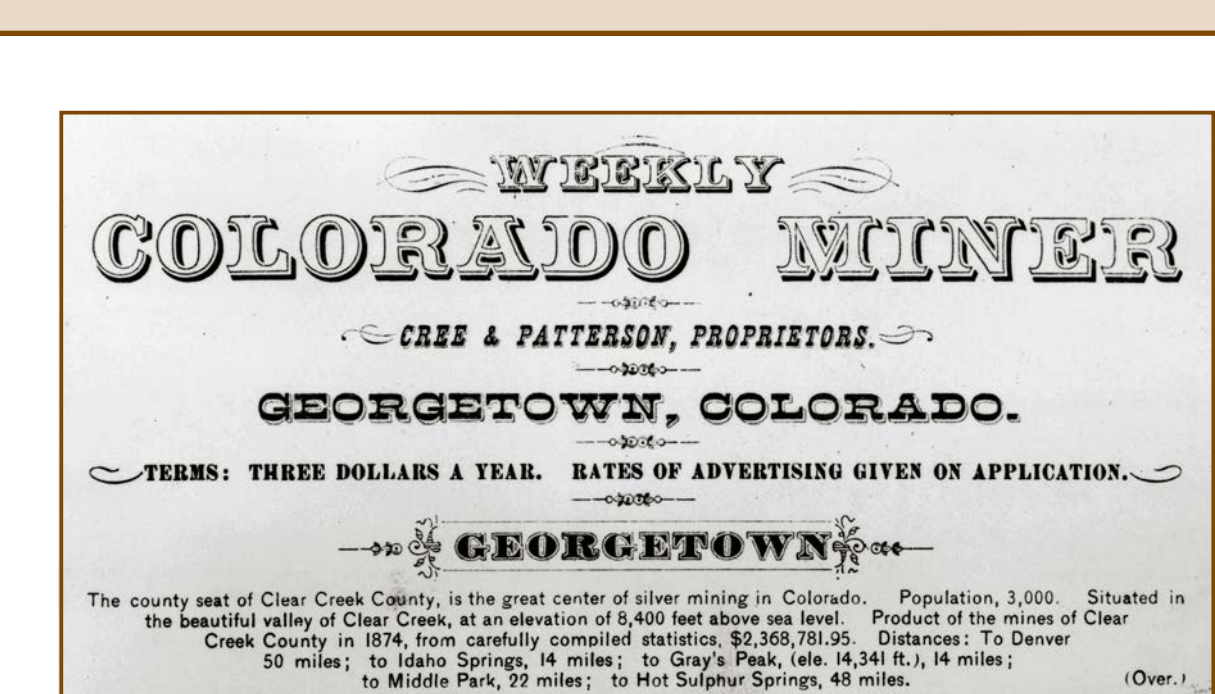 WEEKLY
COLORADO MINER
CREE & PATTERSON, PROPRIETORS.
GEORGETOWN, COLORADO.
TERMS: THREE DOLLARS A YEAR. RATES OF ADVERTISING GIVEN ON APPLICATION.
GEORGETOWN
The county seat of Clear Creek County, is the great center of silver mining in Colorado. Population, 3,000. Situated in
the beautiful valley of Clear Creek, at an elevation of 8,400 feet above sea level. Product of the mines of Clear
Creek County in 1874, from carefully compiled statistics, $2,368,781.95. Distances: To Denver
50 miles; to Idaho Springs, 14 miles; to Gray's Peak, (ele. 14,341 ft.), 14 miles;
to Middle Park, 22 miles; to Hot Sulphur Springs, 48 miles. (Over.)